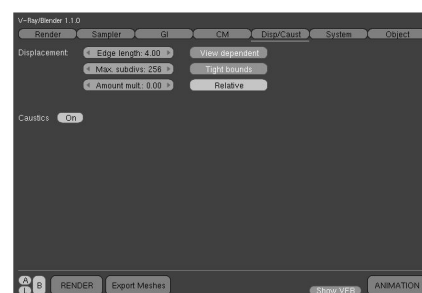 V-Ray/Blender 1.1.0
Render Sampler GI CM Disp/Caust System Object
Displacement: Edge length: 4.00 View dependent
Max. subdivs: 256 Tight bounds
Amount mult.: 0.00 Relative
Caustics On
A
L B RENDER Export Meshes Show VFB ANIMATION